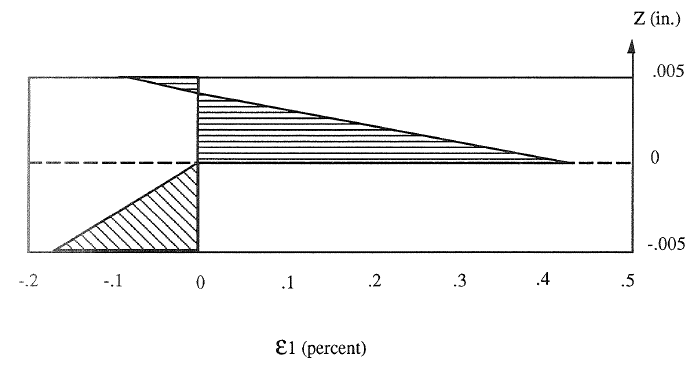 Z (in.)
.005
0
-.005
-.2 -.1 0 .1 .2 .3 .4 .5
ε1 (percent)